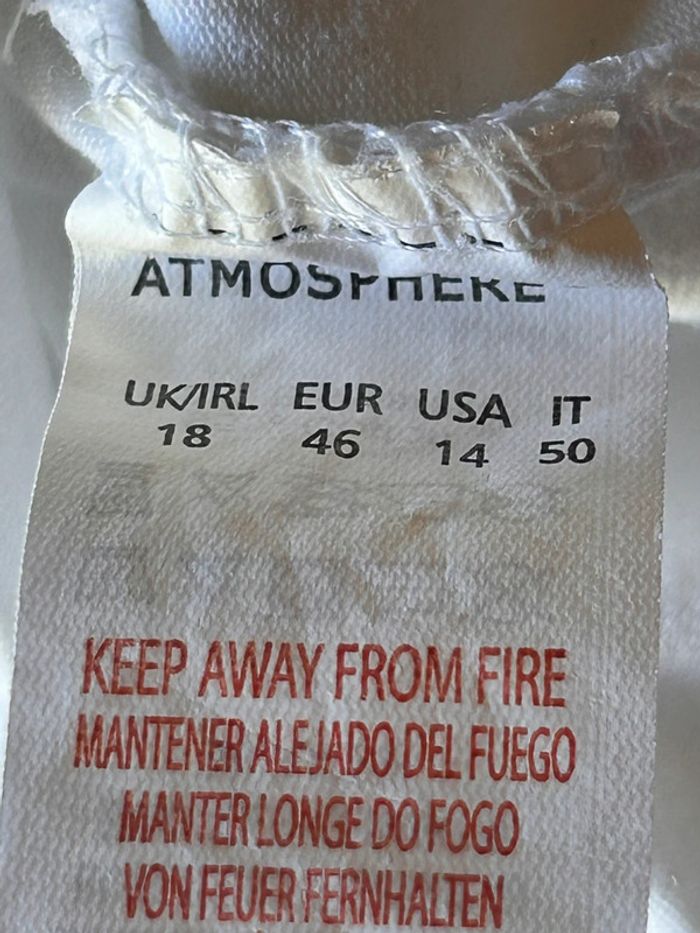 ATMOSPHERE
UK/IRL EUR USA IT
18 46 14 50
KEEP AWAY FROM FIRE
MANTENER ALEJADO DEL FUEGO
MANTER LONGE DO FOGO
VON FEUER FERNHALTEN